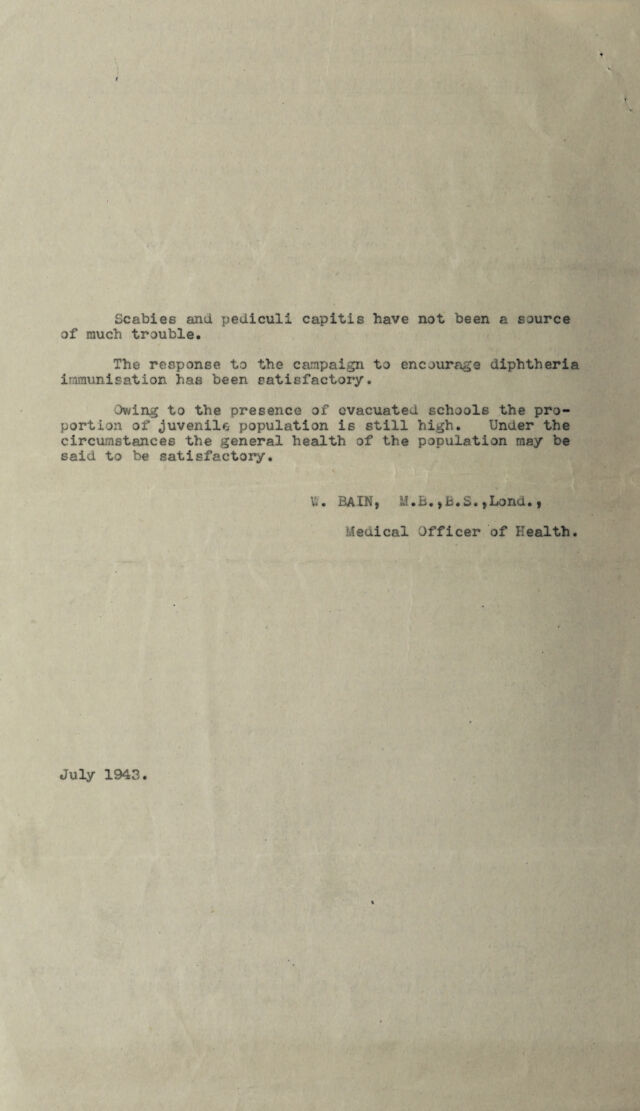 Scabies and pediculi capitis have not been a source
of much trouble.
The response to the campaign to encourage diphtheria
immunisation has been satisfactory.
Owing to the presence of evacuated schools the pro-
portion of juvenile population is still high. Under the
circumstances the general health of the population may be
said to be satisfactory.
W. BAIN, M.B.,B.S.,Lond.,
Medical Officer of Health.
July 1943.